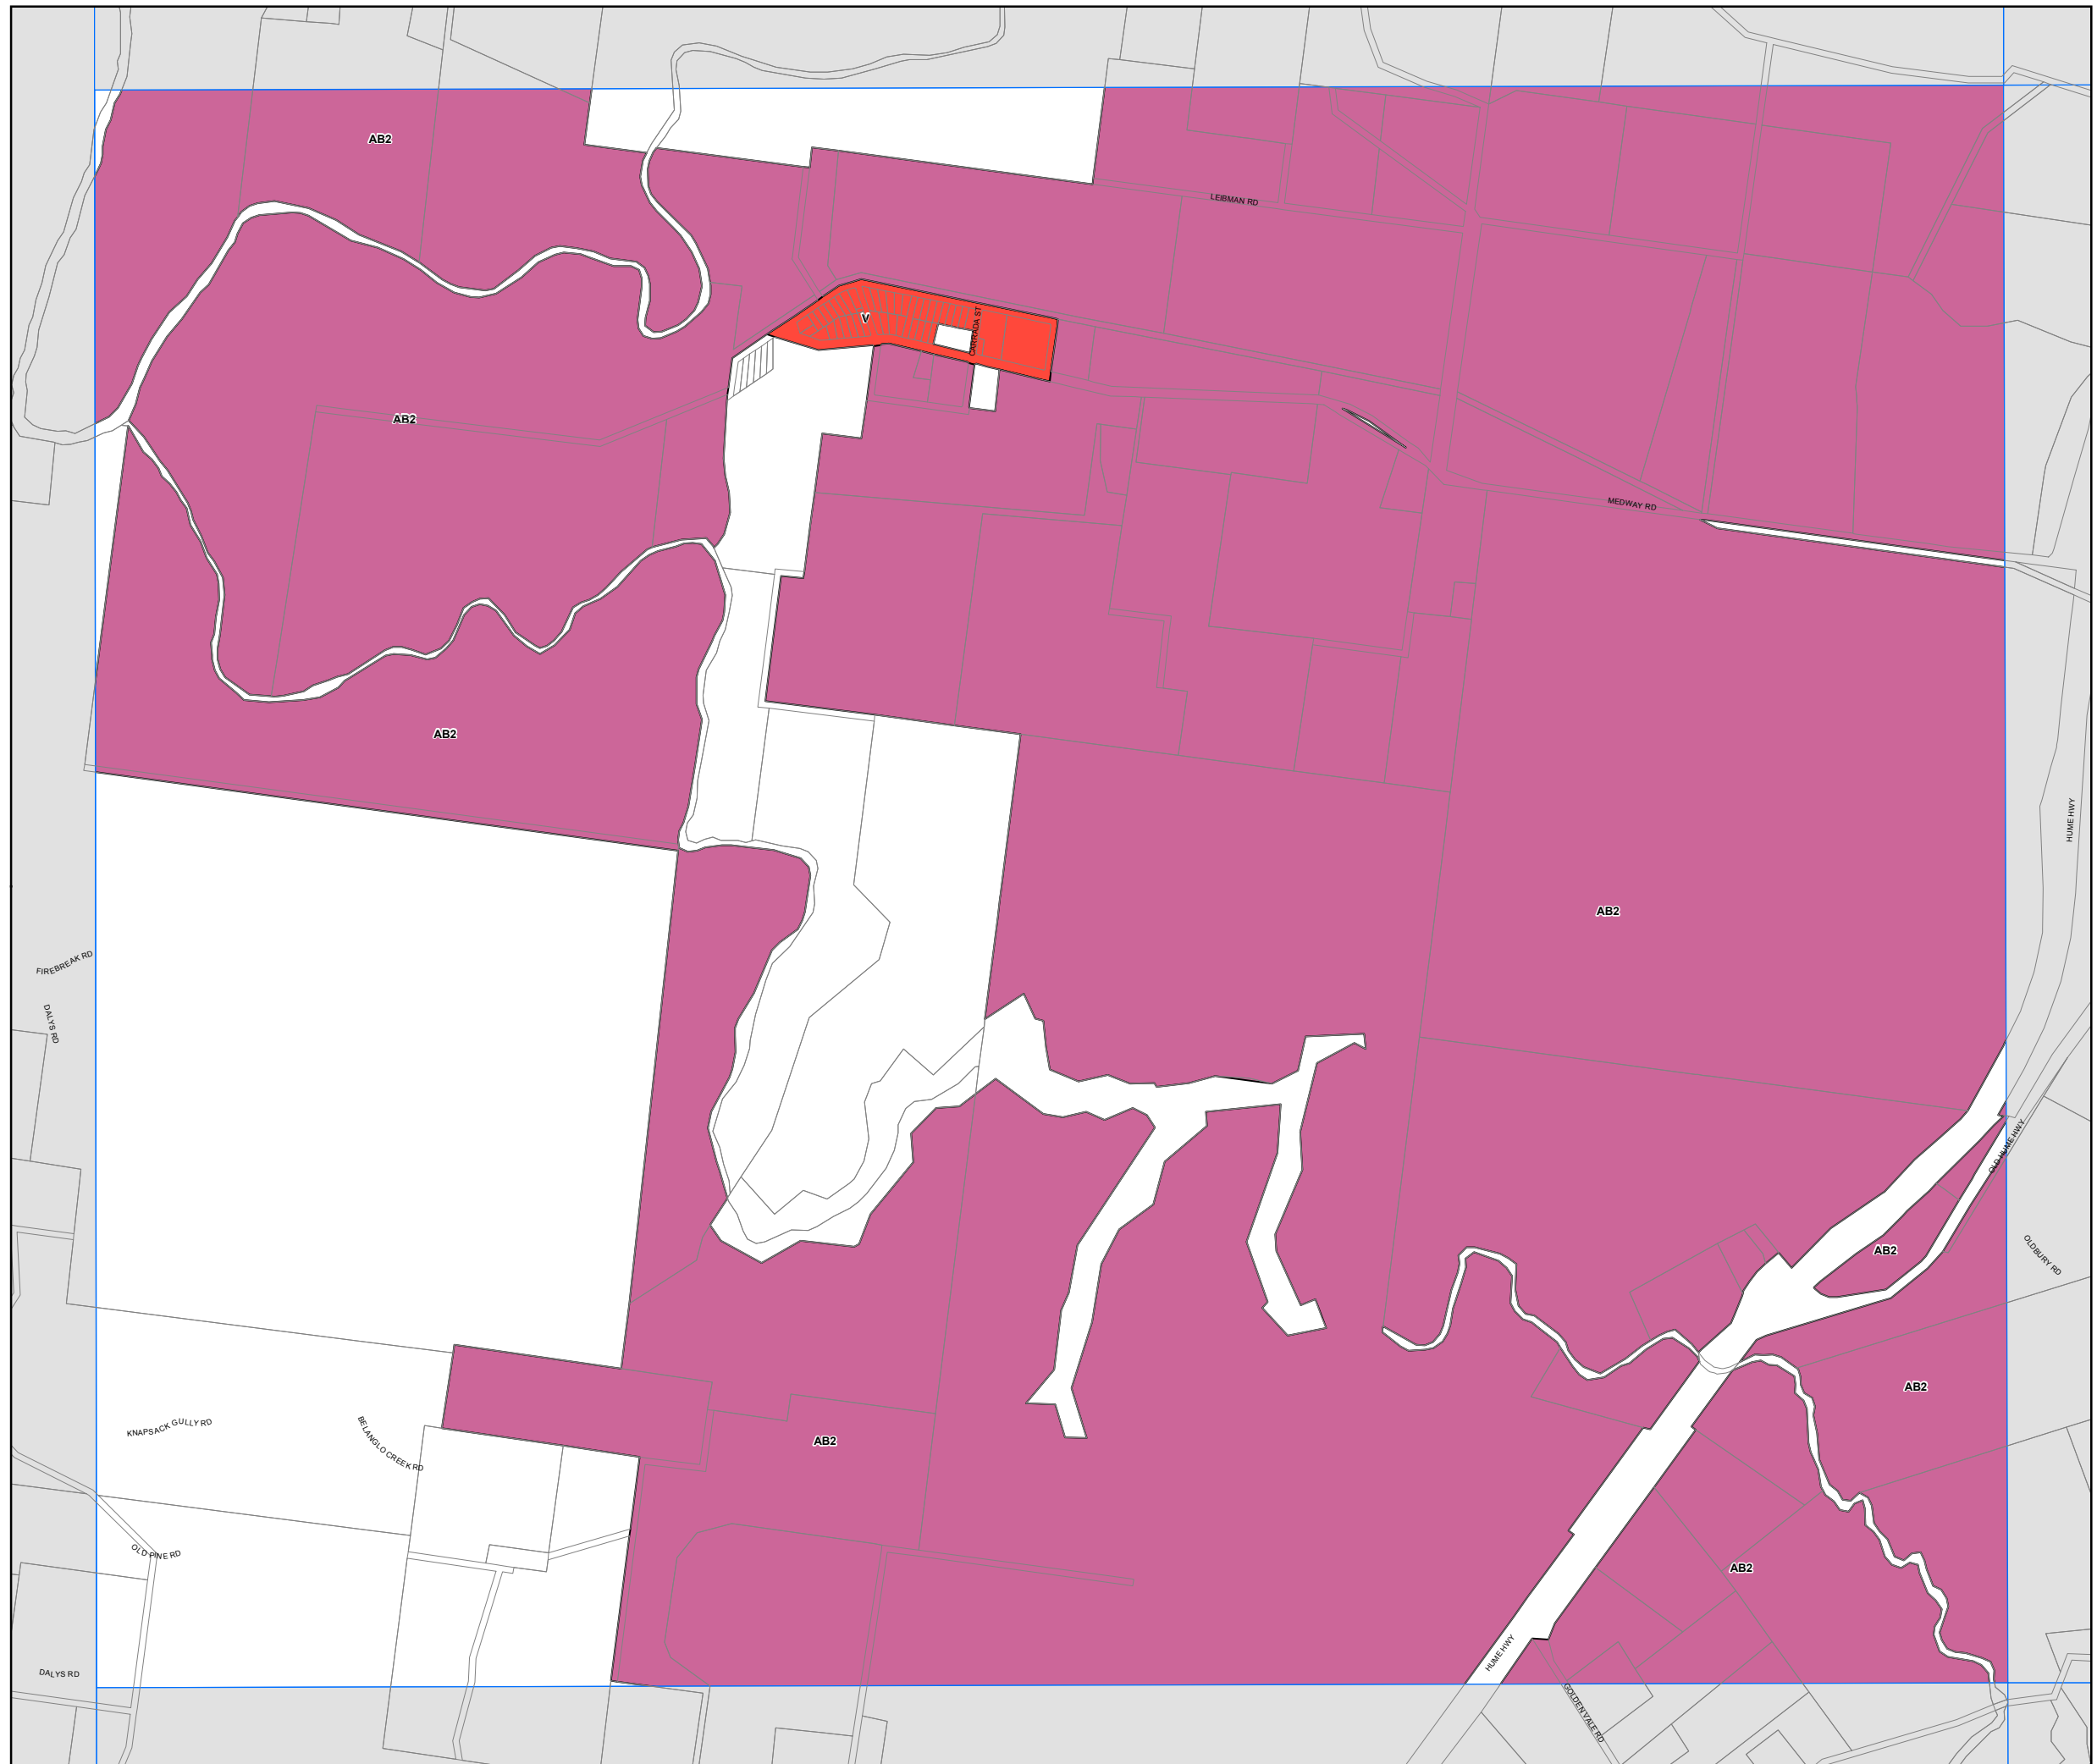 AB2
LEIBMAN RD
V
CARRADA ST
AB2
MEDWAY RD
AB2
HUME HWY
AB2
FIREBREAK RD
DALYS RD
OLD HUME HWY
AB2
OLDBURY RD
AB2
KNAPSACK GULLY RD
BELANGLO CREEK RD
AB2
OLD PINE RD
AB2
HUME HWY
DALYS RD
GOLDENVALE RD